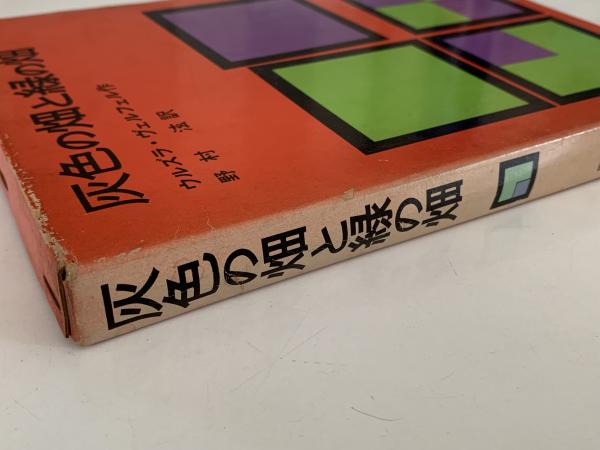 灰色の畑と緑の畑
ウルズラ・ヴェルフェル作
野村 泫訳
灰色の畑と緑の畑